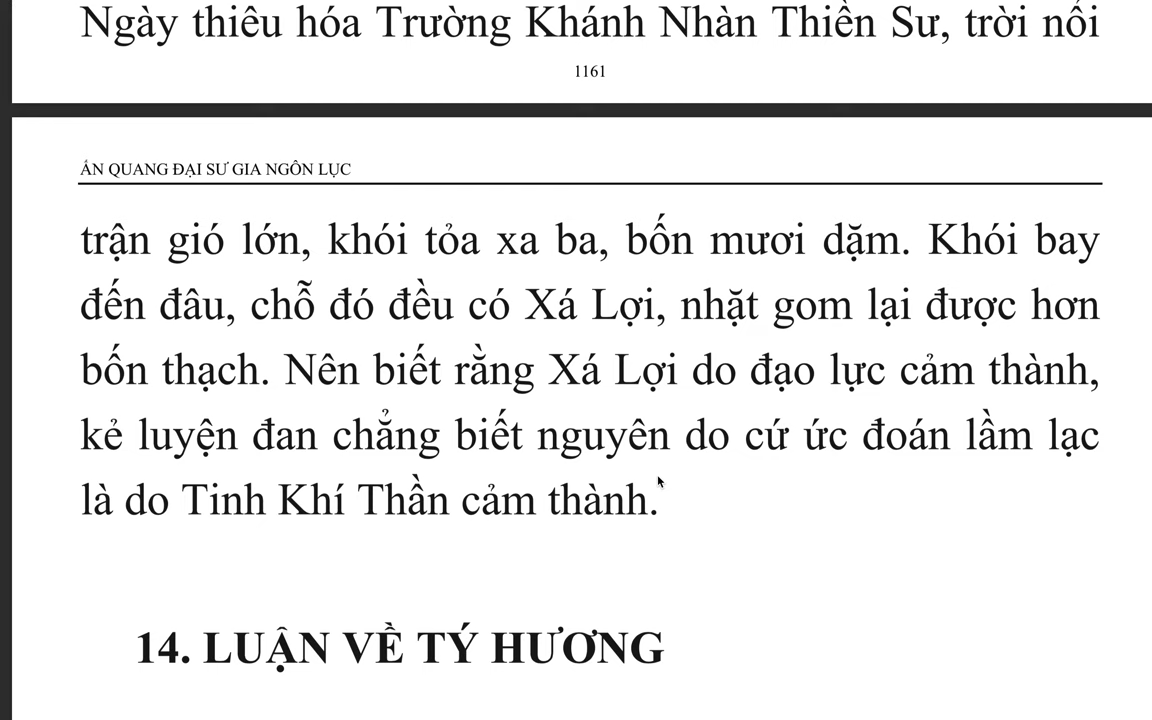 Ngày thiêu hóa Trường Khánh Nhàn Thiền Sư, trời nổi
1161
ẤN QUANG ĐẠI SƯ GIA NGÔN LỤC
trận gió lớn, khói tỏa xa ba, bốn mươi dặm. Khói bay
đến đâu, chỗ đó đều có Xá Lợi, nhặt gom lại được hơn
bốn thạch. Nên biết rằng Xá Lợi do đạo lực cảm thành,
kẻ luyện đan chẳng biết nguyên do cứ ức đoán lầm lạc
là do Tinh Khí Thần cảm thành.
14. LUẬN VỀ TÝ HƯƠNG